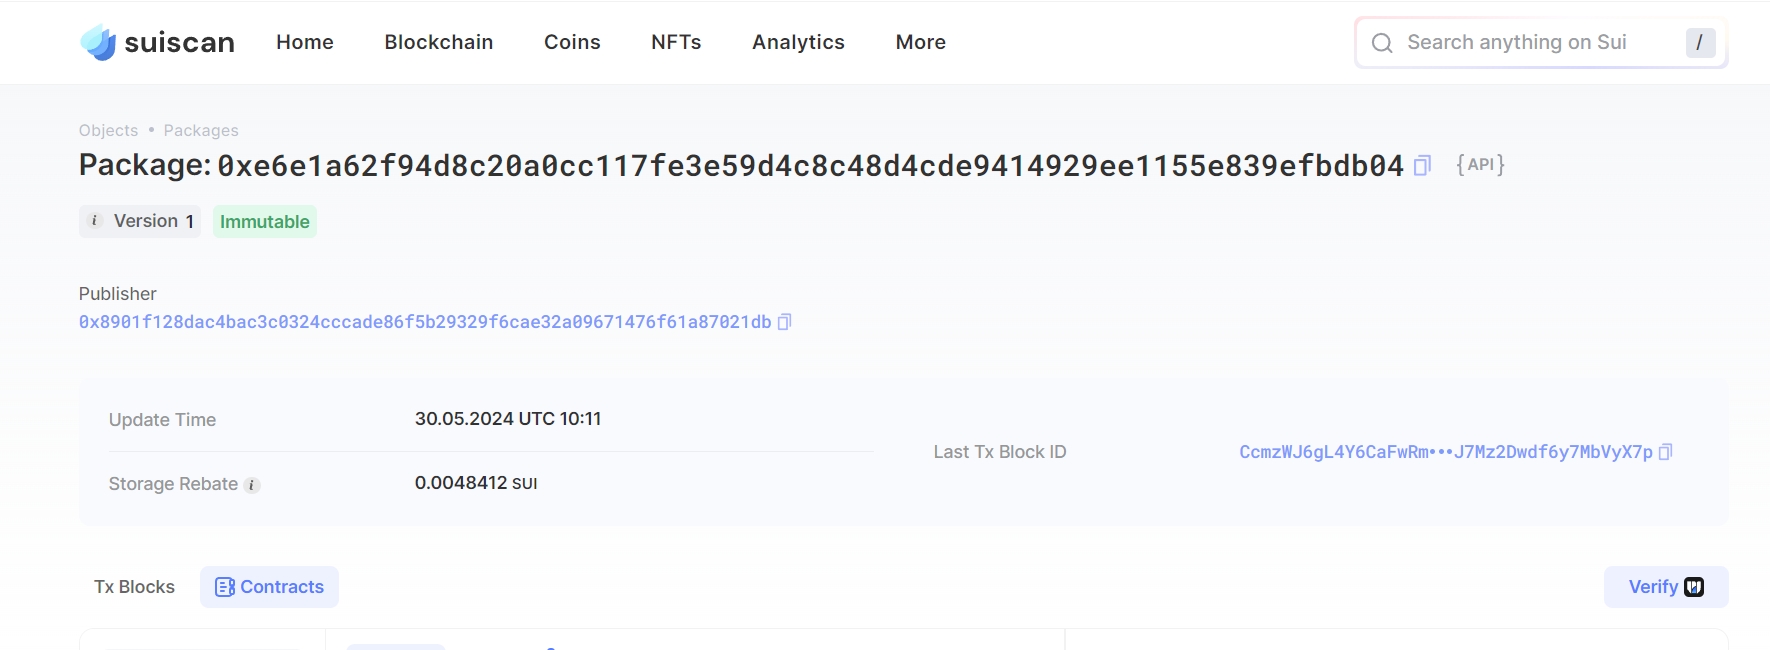 suiscan Home Blockchain Coins NFTs Analytics More Search anything on Sui /
Objects • Packages
Package: 0xe6e1a62f94d8c20a0cc117fe3e59d4c8c48d4cde9414929ee1155e839efbdb04 {API}
i Version 1 Immutable
Publisher
0x8901f128dac4bac3c0324cccade86f5b29329f6cae32a09671476f61a87021db
Update Time 30.05.2024 UTC 10:11
Last Tx Block ID CcmzWJ6gL4Y6CaFwRm•••J7Mz2Dwdf6y7MbVyX7p
Storage Rebate i 0.0048412 SUI
Tx Blocks Contracts Verify